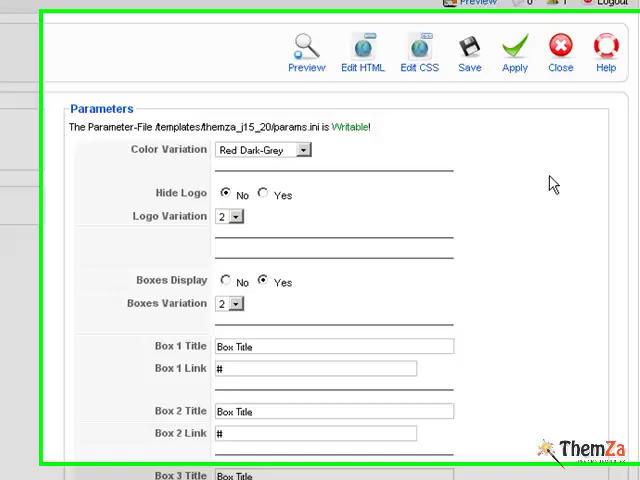 Preview 0 1 Logout
Preview Edit HTML Edit CSS Save Apply Close Help
Parameters
The Parameter-File /templates/themza_j15_20/params.ini is Writable!
Color Variation Red Dark-Grey
Hide Logo No Yes
Logo Variation 2
Boxes Display No Yes
Boxes Variation 2
Box 1 Title Box Title
Box 1 Link #
Box 2 Title Box Title
Box 2 Link #
ThemZa
Box 3 Title Box Title